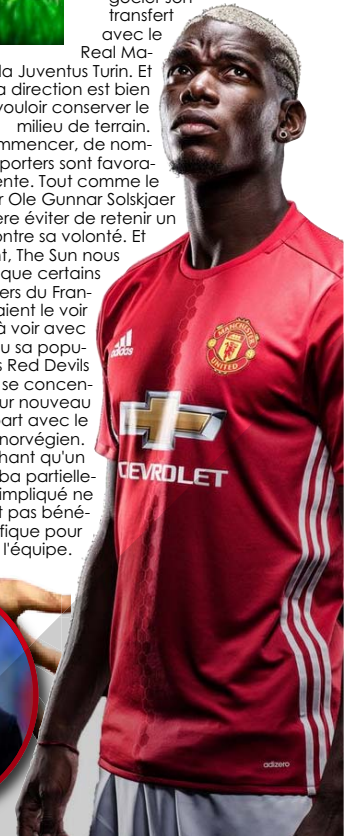 transfert
avec le
Real Ma-
la Juventus Turin. Et
a direction est bien
vouloir conserver le
milieu de terrain.
mmencer, de nom-
porters sont favora-
ente. Tout comme le
r Ole Gunnar Solskjaer
ère éviter de retenir un
ontre sa volonté. Et
nt, The Sun nous
que certains
ers du Fran-
aient le voir
à voir avec
u sa popu-
s Red Devils
se concen-
ur nouveau
part avec le
norvégien.
hant qu'un
ba partielle-
impliqué ne
t pas béné-
fique pour
l'équipe.
adidas
MANCHESTER
UNITED
CHEVROLET
adizero